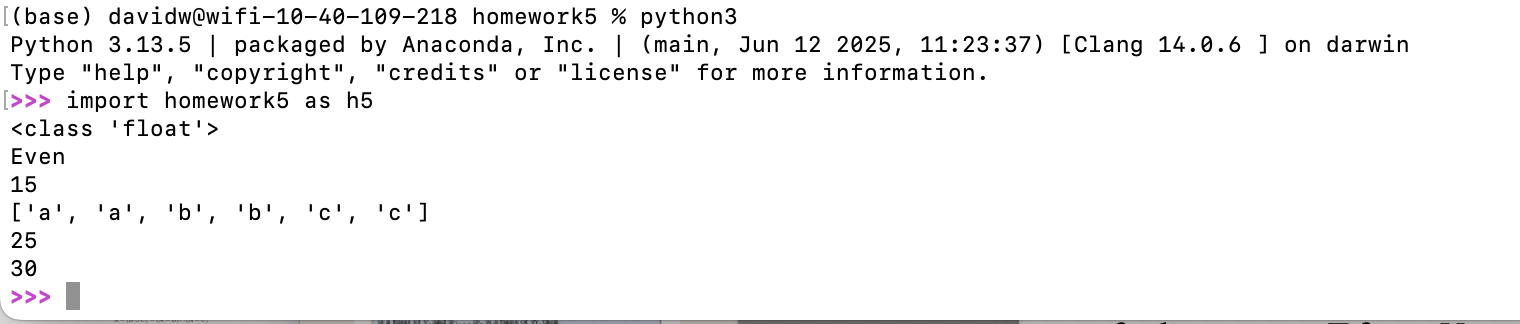 (base) davidw@wifi-10-40-109-218 homework5 % python3
Python 3.13.5 | packaged by Anaconda, Inc. | (main, Jun 12 2025, 11:23:37) [Clang 14.0.6 ] on darwin
Type "help", "copyright", "credits" or "license" for more information.
>>> import homework5 as h5
<class 'float'>
Even
15
['a', 'a', 'b', 'b', 'c', 'c']
25
30
>>>